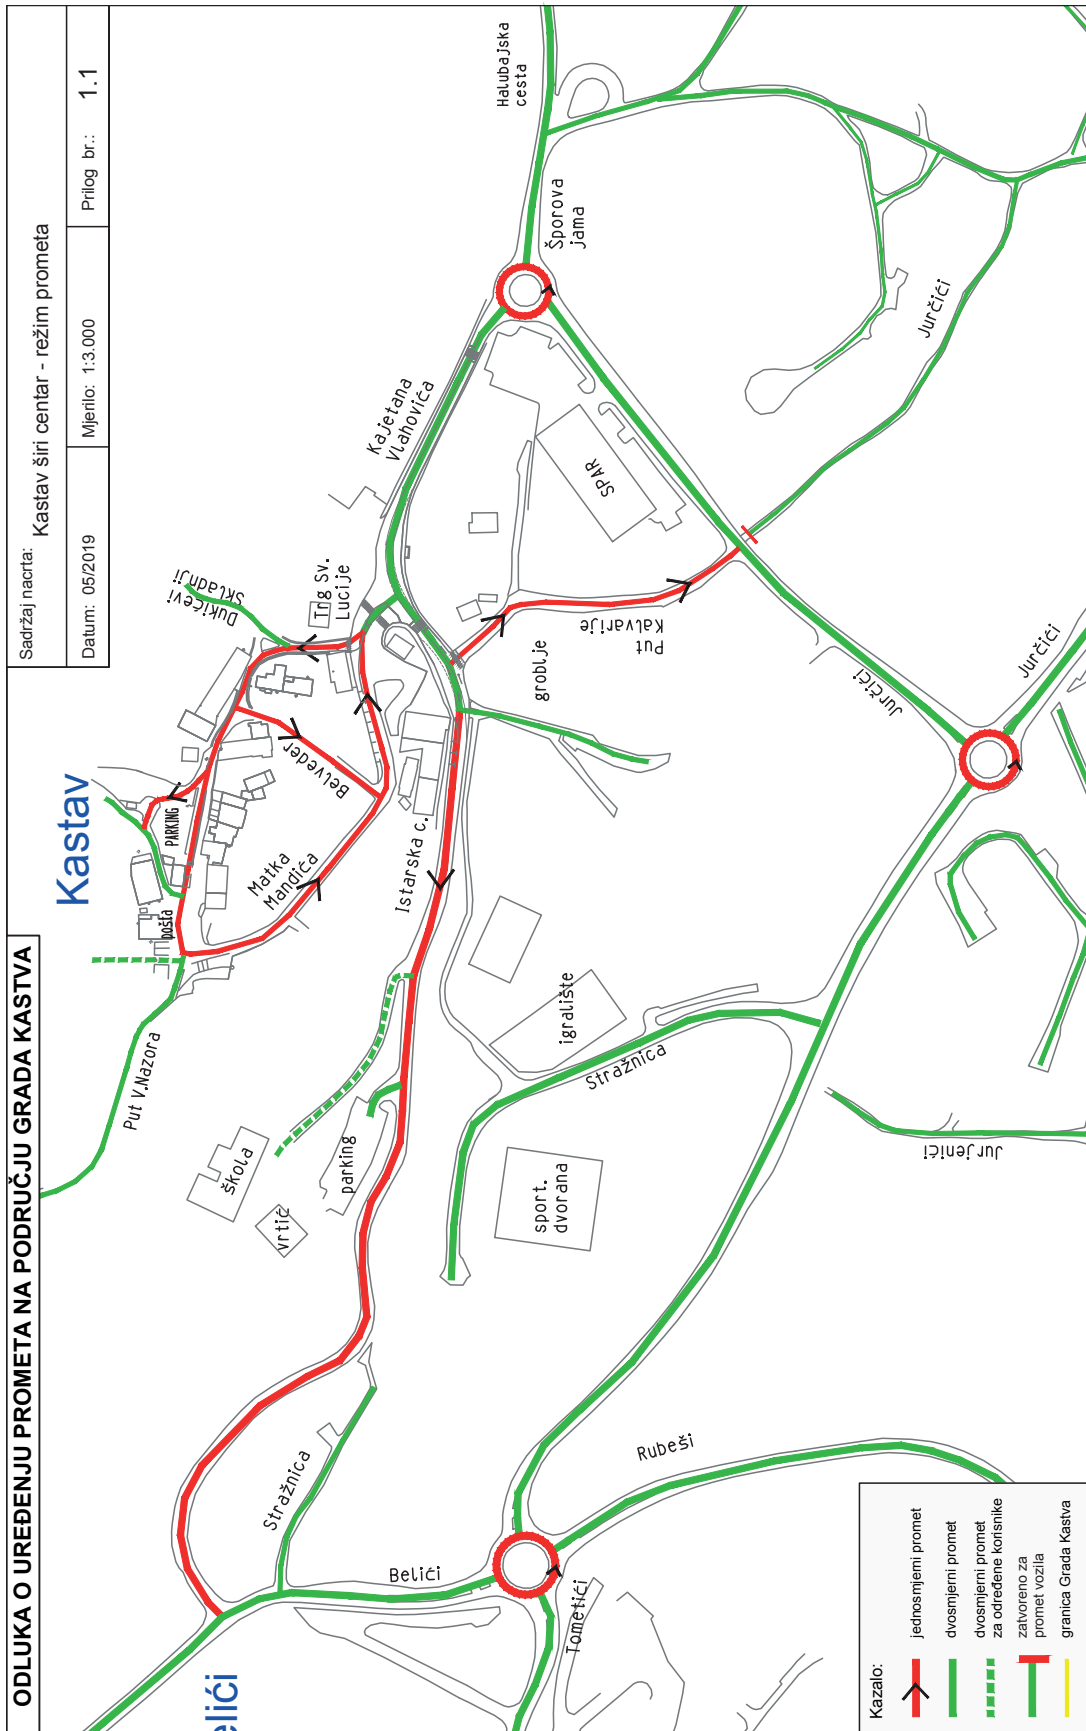 ODLUKA O UREĐENJU PROMETA NA PODRUČJU GRADA KASTVA
Sadržaj nacrta:
Kastav širi centar - režim prometa
Datum: 05/2019
Mjerilo: 1:3.000
Prilog br.: 1.1
Kastav
elići
Put V.Nazora
pošta
PARKING
Matka
Mandića
Belveder
Dukićevi
Skladnji
Trg Sv.
Lucije
Kajetana
Vlahovića
Halubajska
cesta
Šporova
jama
SPAR
Put
Kalvarije
groblje
Istarska c.
škola
vrtić
parking
igralište
Stražnica
sport.
dvorana
Stražnica
Belići
Tometići
Rubeši
Jurjenići
Jurčići
Jurčići
Jurčići
Kazalo:
jednosmjerni promet
dvosmjerni promet
dvosmjerni promet
za određene korisnike
zatvoreno za
promet vozila
granica Grada Kastva